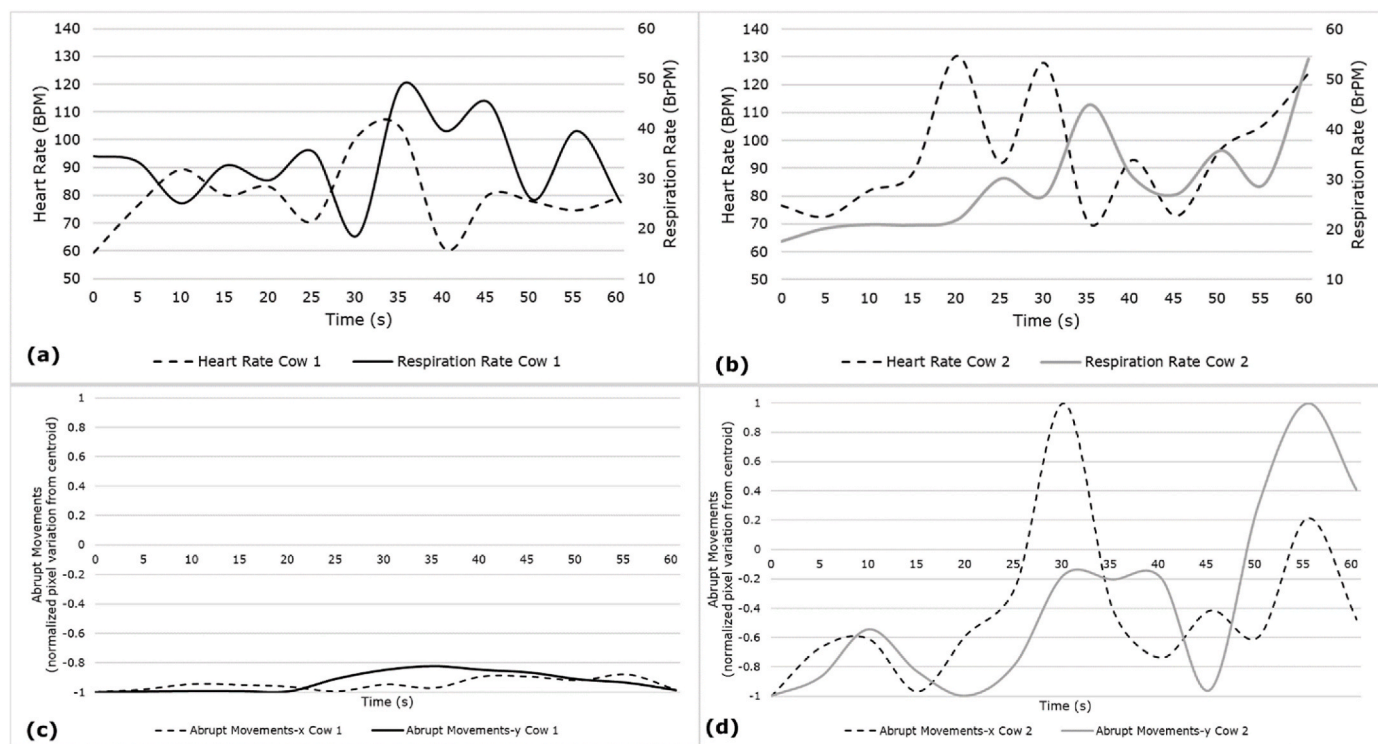 140
130
120
110
100
90
80
70
60
50
Heart Rate (BPM)
60
50
40
30
20
10
Respiration Rate (BrPM)
0 5 10 15 20 25 30 35 40 45 50 55 60
Time (s)
(a)
Heart Rate Cow 1 Respiration Rate Cow 1
140
130
120
110
100
90
80
70
60
50
Heart Rate (BPM)
60
50
40
30
20
10
Respiration Rate (BrPM)
0 5 10 15 20 25 30 35 40 45 50 55 60
Time (s)
(b)
Heart Rate Cow 2 Respiration Rate Cow 2
1
0.8
0.6
0.4
0.2
0
-0.2
-0.4
-0.6
-0.8
-1
Abrupt Movements
(normalized pixel variation from centroid)
0 5 10 15 20 25 30 35 40 45 50 55 60
Time (s)
(c)
Abrupt Movements-x Cow 1 Abrupt Movements-y Cow 1
1
0.8
0.6
0.4
0.2
0
-0.2
-0.4
-0.6
-0.8
-1
Abrupt Movements
(normalized pixel variation from centroid)
0 5 10 15 20 25 30 35 40 45 50 55 60
Time (s)
(d)
Abrupt Movements-x Cow 2 Abrupt Movements-y Cow 2